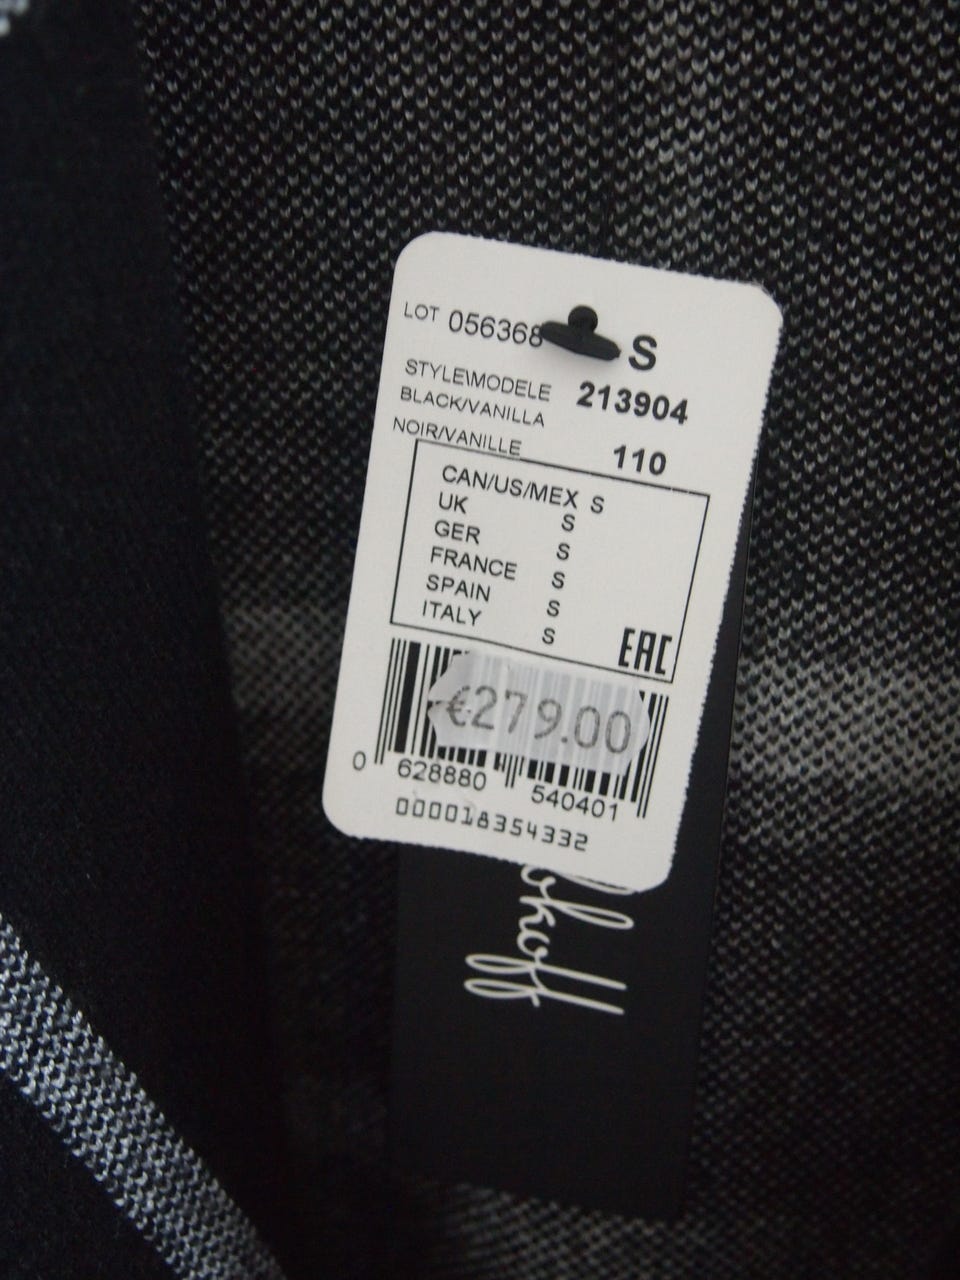 LOT 056368 S
STYLE\MODELE 213904
BLACK/VANILLA
NOIR/VANILLE 110
CAN/US/MEX S
UK S
GER S
FRANCE S
SPAIN S
ITALY S
EAC
€279.00
0 628880 540401
000018354332